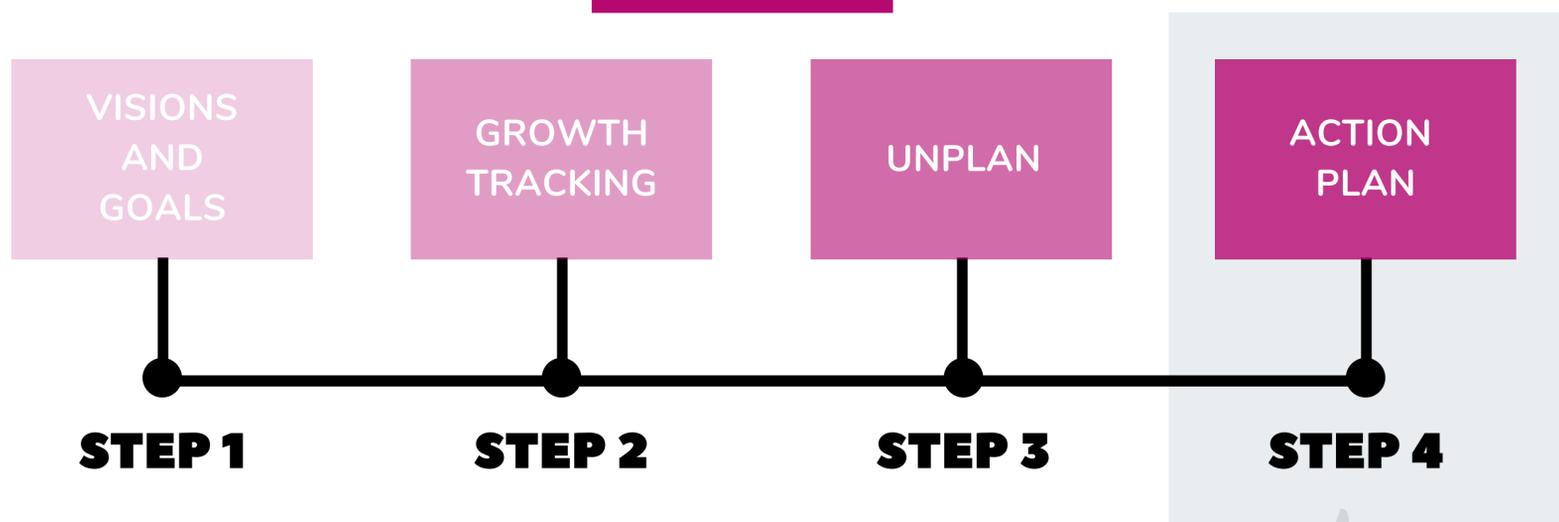 VISIONS
AND
GOALS
GROWTH
TRACKING
UNPLAN
ACTION
PLAN
STEP 1
STEP 2
STEP 3
STEP 4